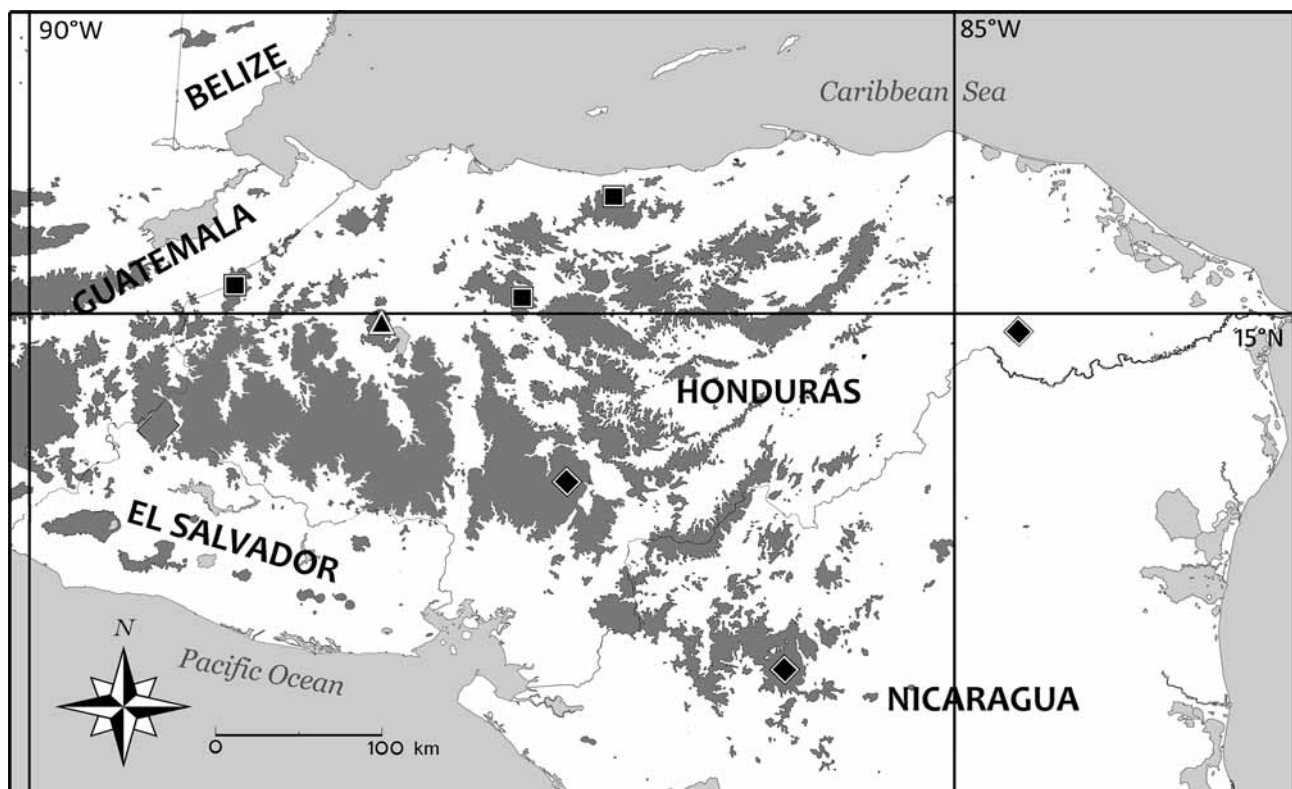 90°W
85°W
BELIZE
Caribbean Sea
GUATEMALA
15°N
HONDURAS
EL SALVADOR
N
Pacific Ocean
NICARAGUA
0 100 km